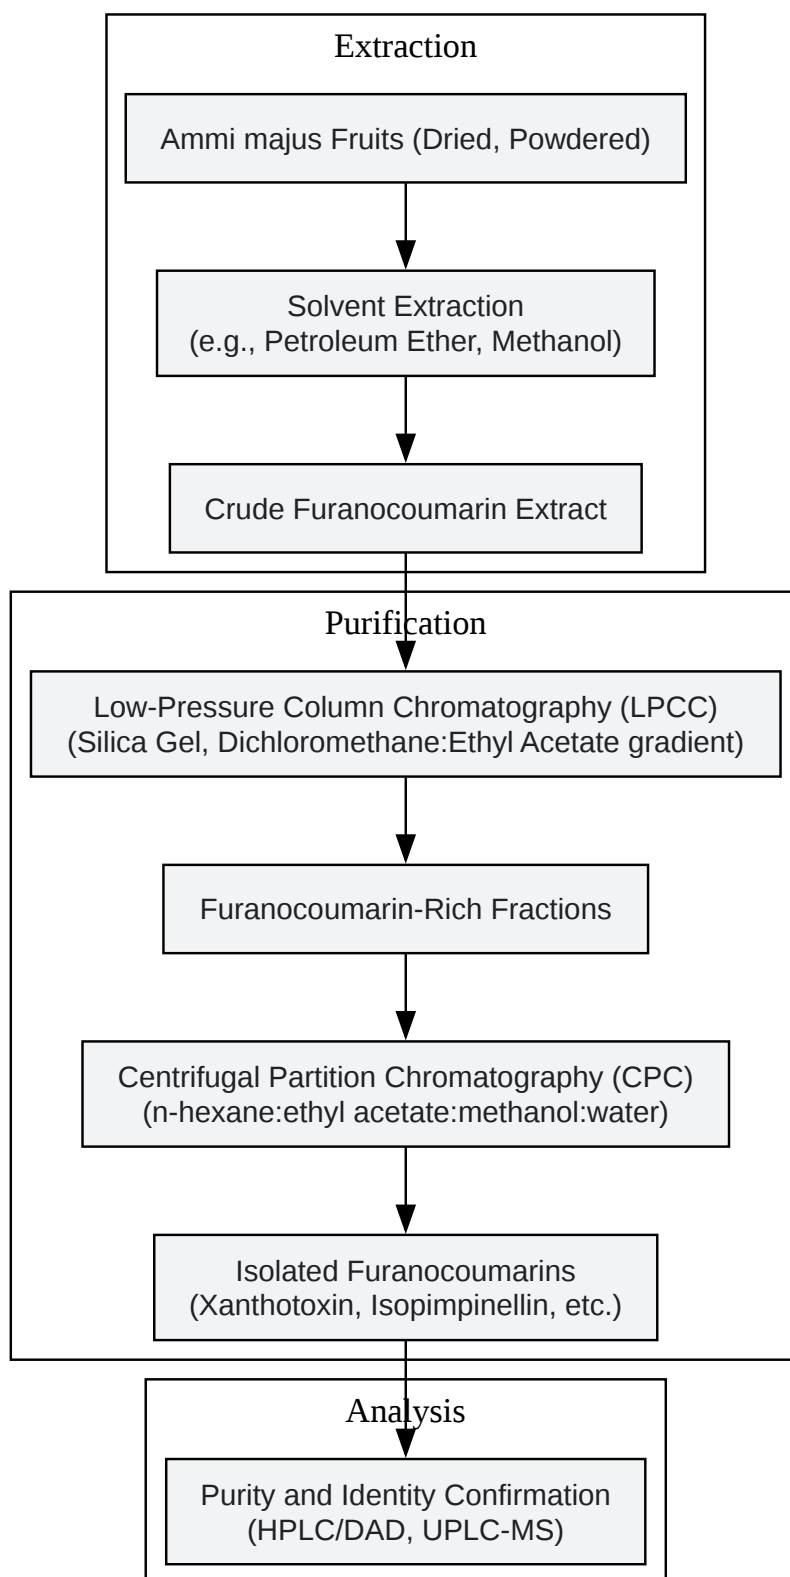 Extraction
Ammi majus Fruits (Dried, Powdered)
Solvent Extraction
(e.g., Petroleum Ether, Methanol)
Crude Furanocoumarin Extract
Purification
Low-Pressure Column Chromatography (LPCC)
(Silica Gel, Dichloromethane:Ethyl Acetate gradient)
Furanocoumarin-Rich Fractions
Centrifugal Partition Chromatography (CPC)
(n-hexane:ethyl acetate:methanol:water)
Isolated Furanocoumarins
(Xanthotoxin, Isopimpinellin, etc.)
Analysis
Purity and Identity Confirmation
(HPLC/DAD, UPLC-MS)